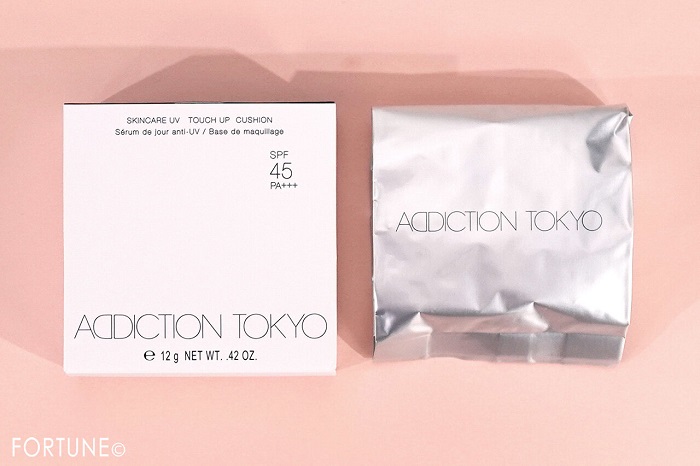 SKINCARE UV TOUCH UP CUSHION
Sérum de jour anti-UV / Base de maquillage
SPF
45
PA+++
ADDICTION TOKYO
℮ 12 g NET WT. .42 OZ.
ADDICTION TOKYO
FORTUNE©